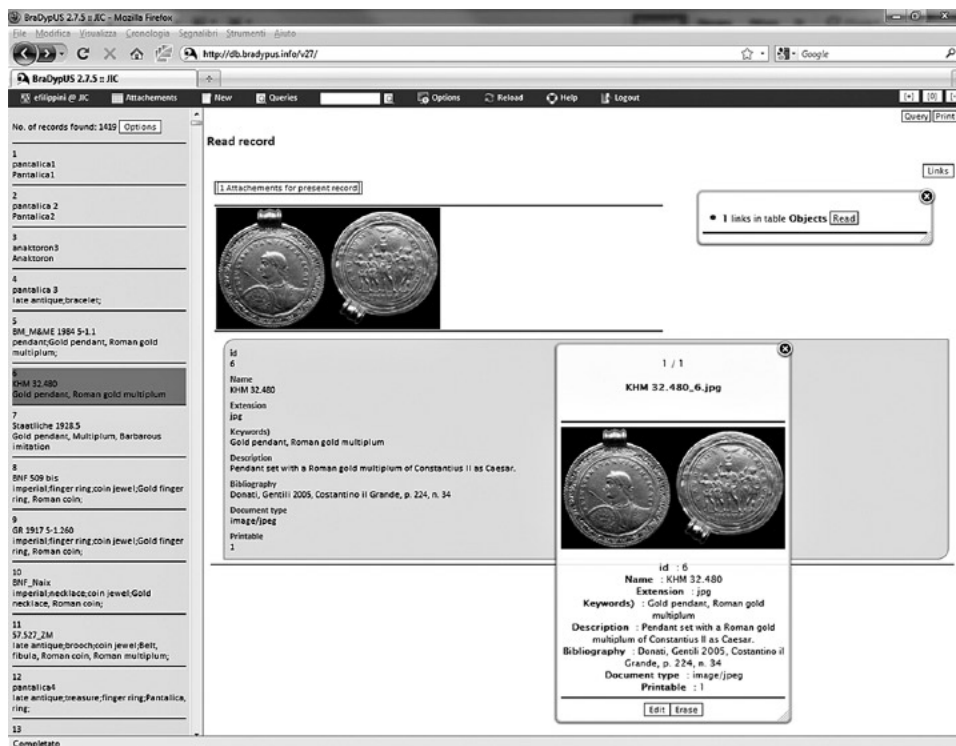 BraDypUS 2.7.5 :: JIC - Mozilla Firefox
File Modifica Visualizza Cronologia Segnalibri Strumenti Aiuto
http://db.bradypus.info/v27/
Google
BraDypUS 2.7.5 :: JIC
efilippini @ JIC Attachements New Queries Options Reload Help Logout [+] [0] [-
No. of records found: 1419 Options
1
pantalica1
Pantalica1
2
pantalica 2
Pantalica2
3
anaktoron3
Anaktoron
4
pantalica 3
late antique;bracelet;
5
BM_M&ME 1984 5-1.1
pendant;Gold pendant, Roman gold
multiplum;
6
KHM 32.480
Gold pendant, Roman gold multiplum
7
Staatliche 1928.5
Gold pendant, Multiplum, Barbarous
imitation
8
BNF 509 bis
imperial;finger ring;coin jewel;Gold finger
ring, Roman coin;
9
GR 1917 5-1.260
imperial;finger ring;coin jewel;Gold finger
ring, Roman coin;
10
BNF_Naix
imperial;necklace;coin jewel;Gold
necklace, Roman coin;
11
57.527_ZM
late antique;brooch;coin jewel;Belt,
fibula, Roman coin, Roman multiplum;
12
pantalica4
late antique;treasure;finger ring;Pantalica,
ring;
13
Query Print
Read record
Links
1 Attachements for present record
1 links in table Objects Read
id
6
Name
KHM 32.480
Extension
jpg
Keywords)
Gold pendant, Roman gold multiplum
Description
Pendant set with a Roman gold multiplum of Constantius II as Caesar.
Bibliography
Donati, Gentili 2005, Costantino il Grande, p. 224, n. 34
Document type
image/jpeg
Printable
1
1 / 1
KHM 32.480_6.jpg
id : 6
Name : KHM 32.480
Extension : jpg
Keywords) : Gold pendant, Roman gold
multiplum
Description : Pendant set with a Roman gold
multiplum of Constantius II as Caesar.
Bibliography : Donati, Gentili 2005, Costantino il
Grande, p. 224, n. 34
Document type : image/jpeg
Printable : 1
Edit Erase
Completato